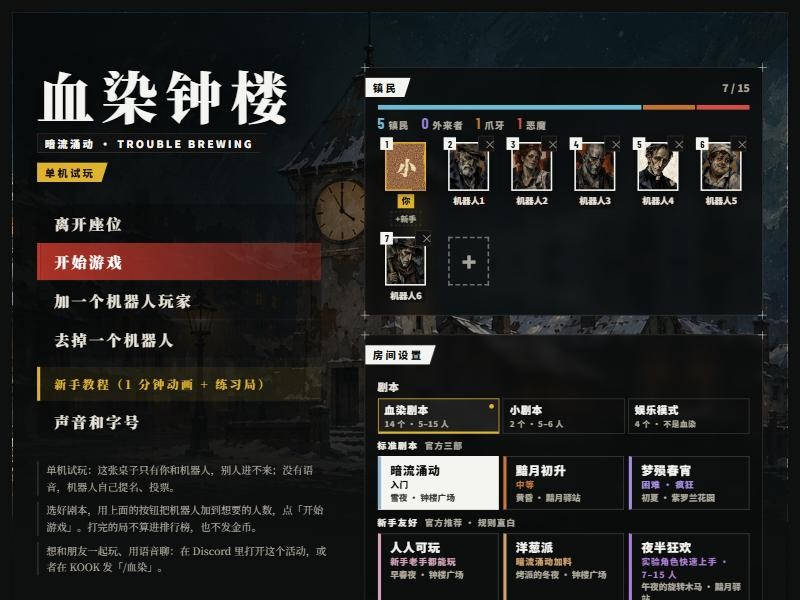 血染钟楼
暗流涌动 • TROUBLE BREWING
单机试玩
离开座位
开始游戏
加一个机器人玩家
去掉一个机器人
新手教程（1 分钟动画 + 练习局）
声音和字号
单机试玩: 这张桌子只有你和机器人，别人进不来；没有语
音，机器人自己提名、投票。
选好剧本，用上面的按钮把机器人加到想要的人数，点「开始
游戏」。打完的局不算进排行榜，也不发金币。
想和朋友一起玩、用语音聊: 在 Discord 里打开这个活动，或
者在 KOOK 发「/血染」。
镇民
7 / 15
5 镇民 0 外来者 1 爪牙 1 恶魔
1 2 3 4 5 6
小
你 机器人1 机器人2 机器人3 机器人4 机器人5
+新手
7
+
机器人6
房间设置
剧本
血染剧本 小剧本 娱乐模式
14 个 • 5–15 人 2 个 • 5–6 人 4 个 • 不是血染
标准剧本 官方三部
暗流涌动 黯月初升 梦殒春宵
入门 中等 困难 • 疯狂
雪夜 • 钟楼广场 黄昏 • 黯月驿站 初夏 • 紫罗兰花园
新手友好 官方推荐 • 规则直白
人人可玩 洋葱派 夜半狂欢
新手老手都能玩 暗流涌动加料 实验角色快速上手 •
7–15 人
早春夜 • 钟楼广场 烤派的冬夜 • 钟楼广场 午夜的旋转木马 • 黯月驿
站